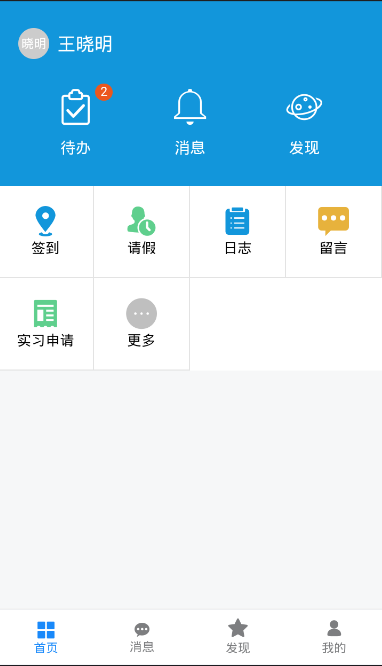 晓明 王晓明
2
待办 消息 发现
签到 请假 日志 留言
实习申请 更多
首页 消息 发现 我的